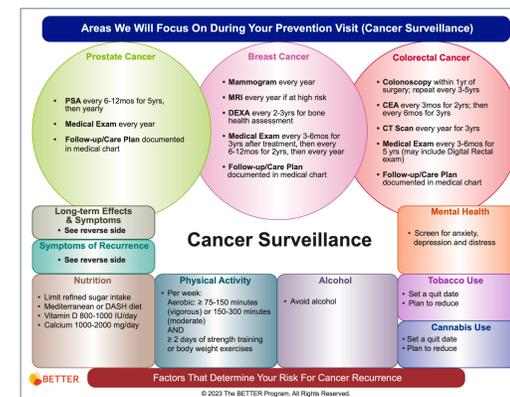 Areas We Will Focus On During Your Prevention Visit (Cancer Surveillance)
Prostate Cancer
• PSA every 6-12mos for 5yrs,
then yearly
• Medical Exam every year
• Follow-up/Care Plan documented
in medical chart
Breast Cancer
• Mammogram every year
• MRI every year if at high risk
• DEXA every 2-3yrs for bone
health assessment
• Medical Exam every 3-6mos for
3yrs after treatment, then every
6-12mos for 2yrs, then every year
• Follow-up/Care Plan
documented in medical chart
Colorectal Cancer
• Colonoscopy within 1yr of
surgery; repeat every 3-5yrs
• CEA every 3mos for 2yrs; then
every 6mos for 3yrs
• CT Scan every year for 3yrs
• Medical Exam every 3-6mos for
5 yrs (may include Digital Rectal
exam)
• Follow-up/Care Plan
documented in medical chart
Long-term Effects
& Symptoms
• See reverse side
Symptoms of Recurrence
• See reverse side
Cancer Surveillance
Mental Health
• Screen for anxiety,
depression and distress
Nutrition
• Limit refined sugar intake
• Mediterranean or DASH diet
• Vitamin D 800-1000 IU/day
• Calcium 1000-2000 mg/day
Physical Activity
• Per week:
Aerobic: ≥ 75-150 minutes
(vigorous) or 150-300 minutes
(moderate)
AND
≥ 2 days of strength training
or body weight exercises
Alcohol
• Avoid alcohol
Tobacco Use
• Set a quit date
• Plan to reduce
Cannabis Use
• Set a quit date
• Plan to reduce
BETTER
Factors That Determine Your Risk For Cancer Recurrence
© 2023 The BETTER Program. All Rights Reserved.